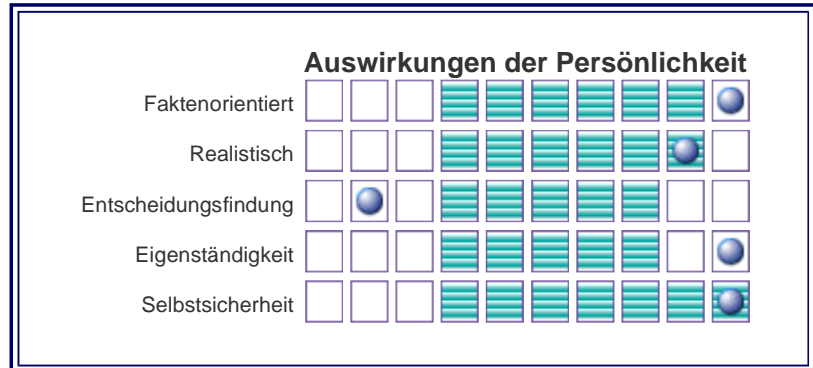 Auswirkungen der Persönlichkeit
Faktenorientiert
Realistisch
Entscheidungsfindung
Eigenständigkeit
Selbstsicherheit